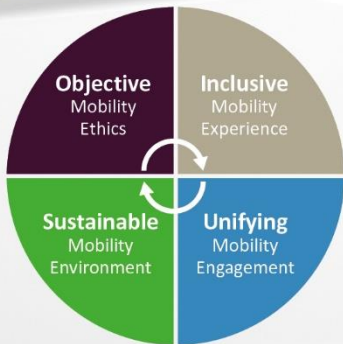 Objective
Mobility
Ethics
Inclusive
Mobility
Experience
Sustainable
Mobility
Environment
Unifying
Mobility
Engagement